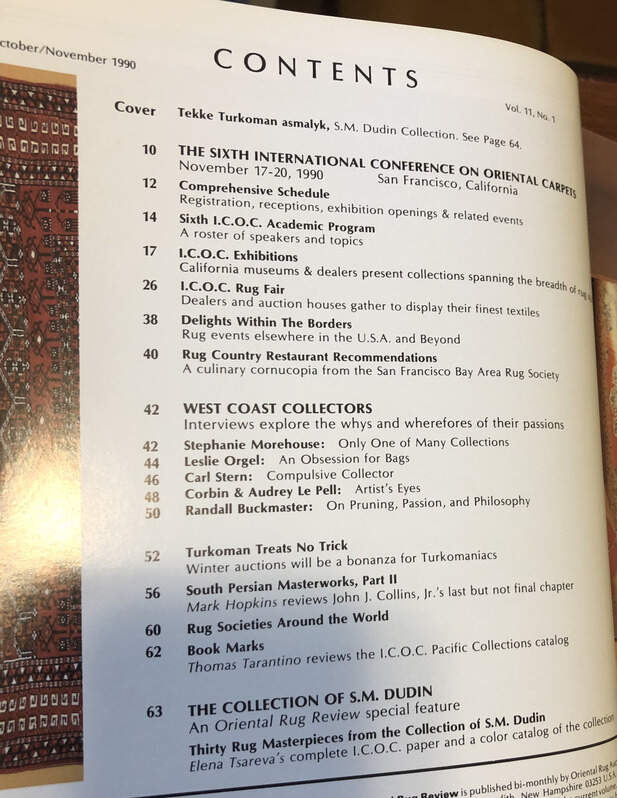 ctober/November 1990
CONTENTS
Vol. 11, No. 1
Cover Tekke Turkoman asmalyk, S.M. Dudin Collection. See Page 64.
10 THE SIXTH INTERNATIONAL CONFERENCE ON ORIENTAL CARPETS
November 17-20, 1990 San Francisco, California
12 Comprehensive Schedule
Registration, receptions, exhibition openings & related events
14 Sixth I.C.O.C. Academic Program
A roster of speakers and topics
17 I.C.O.C. Exhibitions
California museums & dealers present collections spanning the breadth of rug
26 I.C.O.C. Rug Fair
Dealers and auction houses gather to display their finest textiles
38 Delights Within The Borders
Rug events elsewhere in the U.S.A. and Beyond
40 Rug Country Restaurant Recommendations
A culinary cornucopia from the San Francisco Bay Area Rug Society
42 WEST COAST COLLECTORS
Interviews explore the whys and wherefores of their passions
42 Stephanie Morehouse: Only One of Many Collections
44 Leslie Orgel: An Obsession for Bags
46 Carl Stern: Compulsive Collector
48 Corbin & Audrey Le Pell: Artist's Eyes
50 Randall Buckmaster: On Pruning, Passion, and Philosophy
52 Turkoman Treats No Trick
Winter auctions will be a bonanza for Turkomaniacs
56 South Persian Masterworks, Part II
Mark Hopkins reviews John J. Collins, Jr.'s last but not final chapter
60 Rug Societies Around the World
62 Book Marks
Thomas Tarantino reviews the I.C.O.C. Pacific Collections catalog
63 THE COLLECTION OF S.M. DUDIN
An Oriental Rug Review special feature
Thirty Rug Masterpieces from the Collection of S.M. Dudin
Elena Tsareva's complete I.C.O.C. paper and a color catalog of the collection
Rug Review is published bi-monthly by Oriental Rug
New Hampshire 03253 U.S.A.
current volume